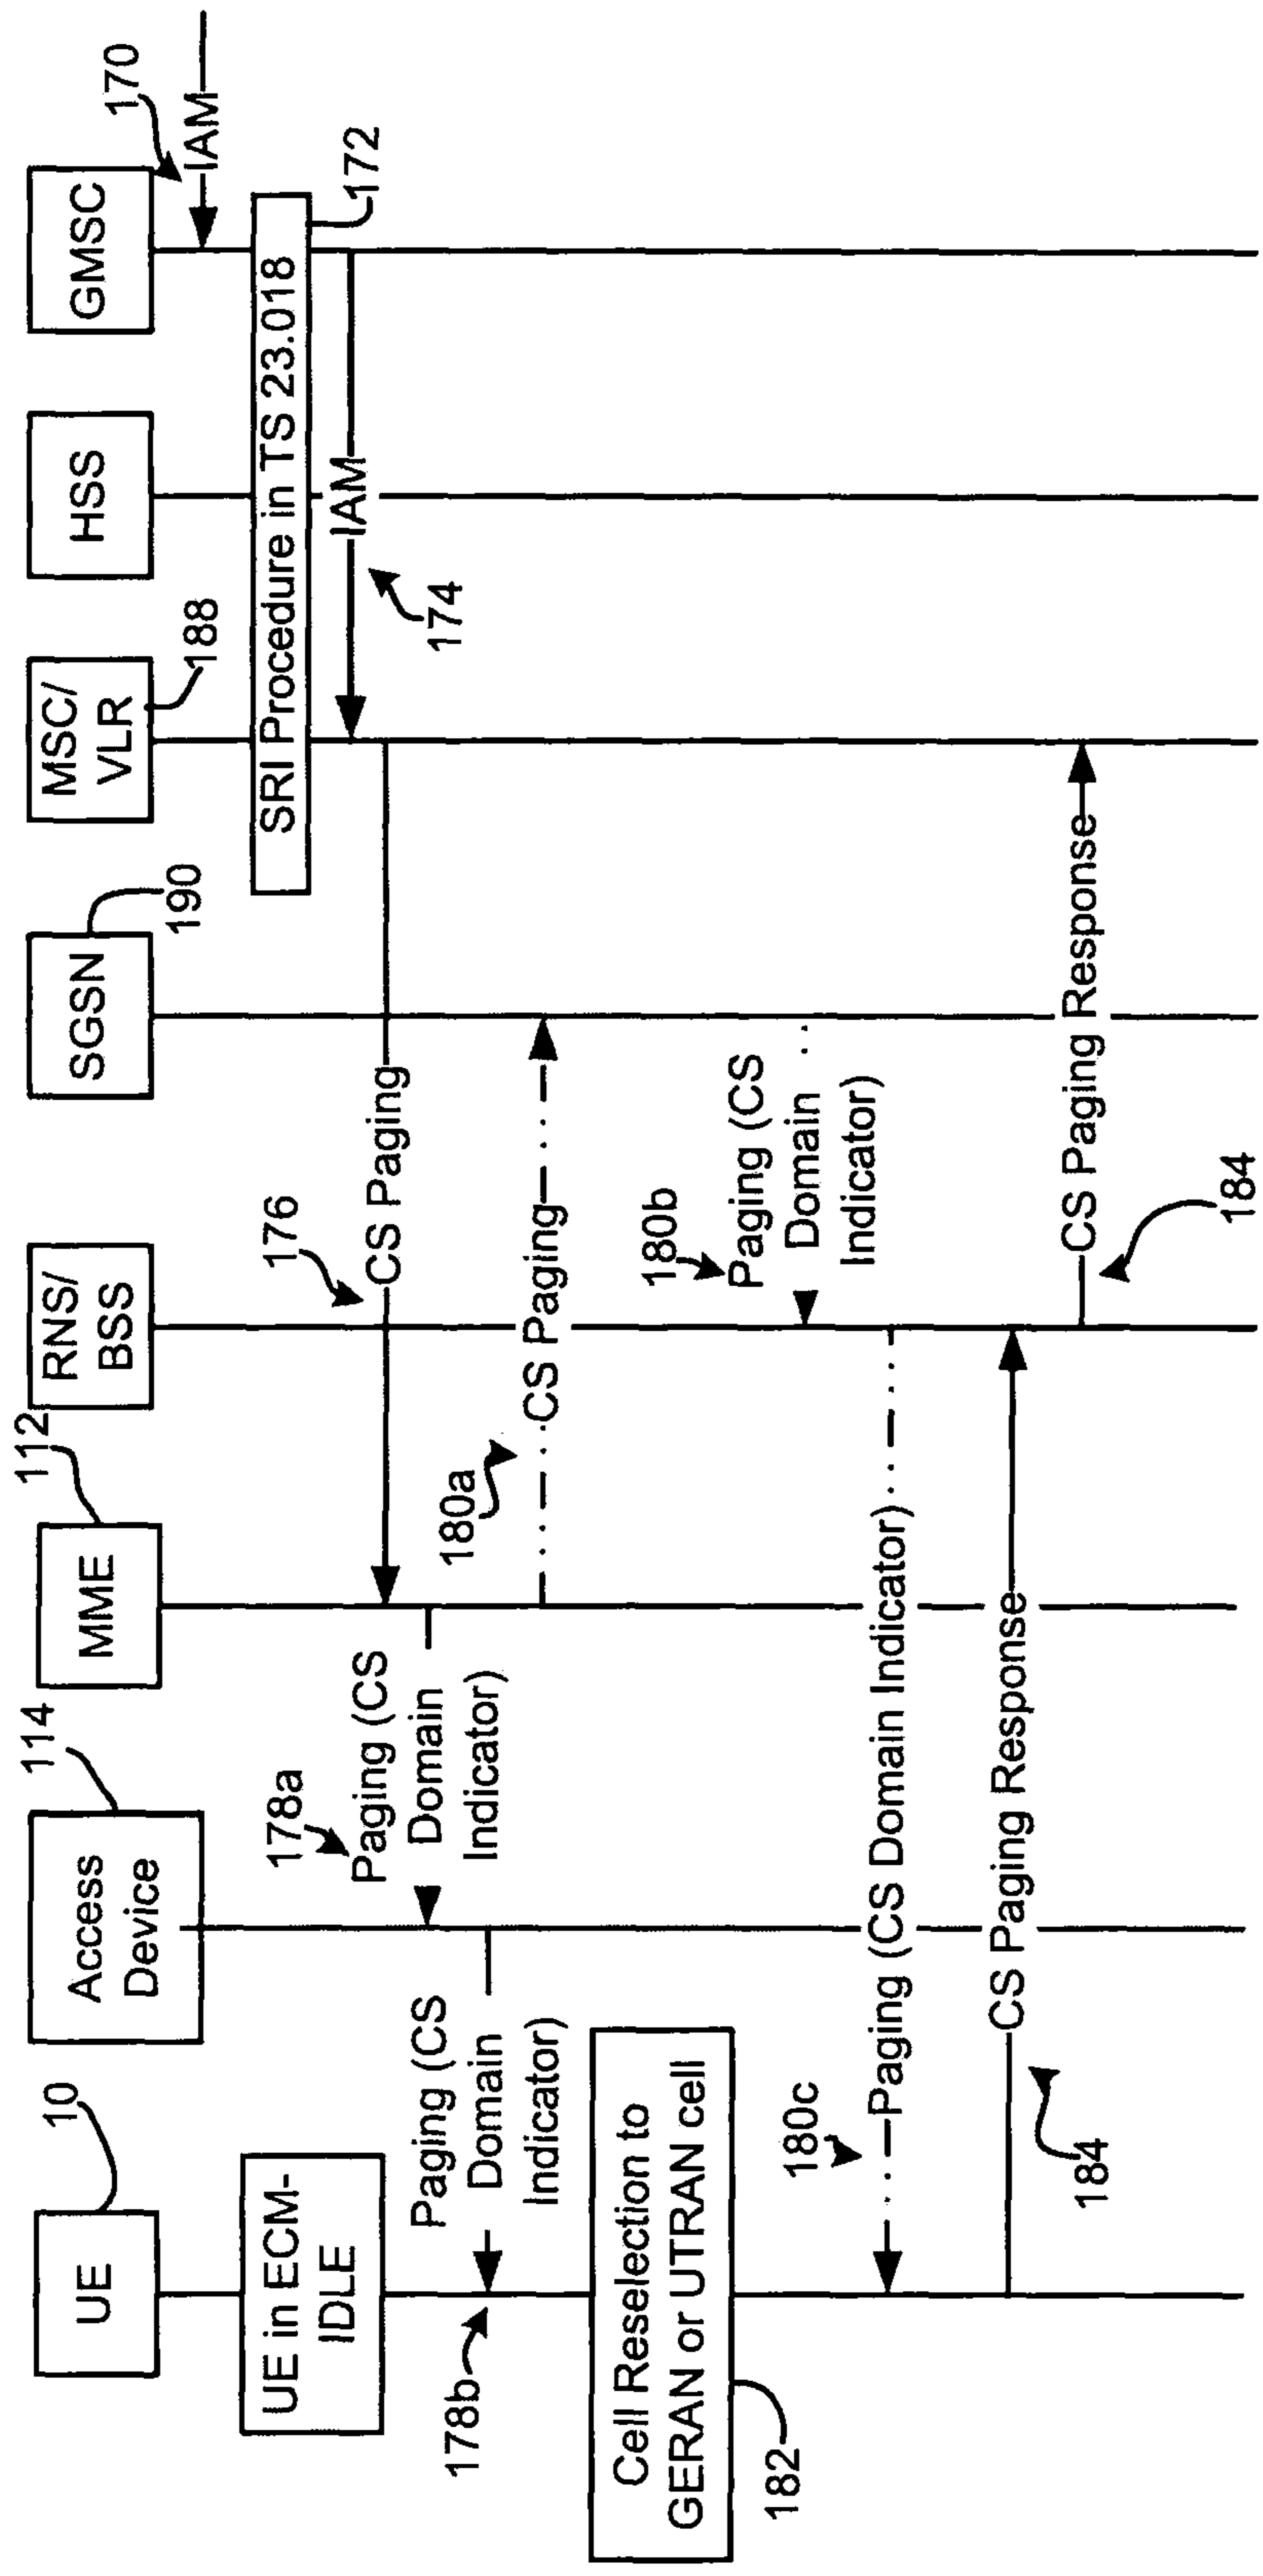 10
UE
114
Access
Device
112
MME
RNS/
BSS
190
SGSN
188
MSC/
VLR
HSS
GMSC
170
IAM
UE in ECM-
IDLE
SRI Procedure in TS 23.018
172
IAM
174
176
CS Paging
178a
Paging (CS
Domain
Indicator)
178b
Paging (CS
Domain
Indicator)
180a
CS Paging
Cell Reselection to
GERAN or UTRAN cell
182
180b
Paging (CS
Domain
Indicator)
180c
Paging (CS Domain Indicator)
CS Paging Response
184
CS Paging Response
184